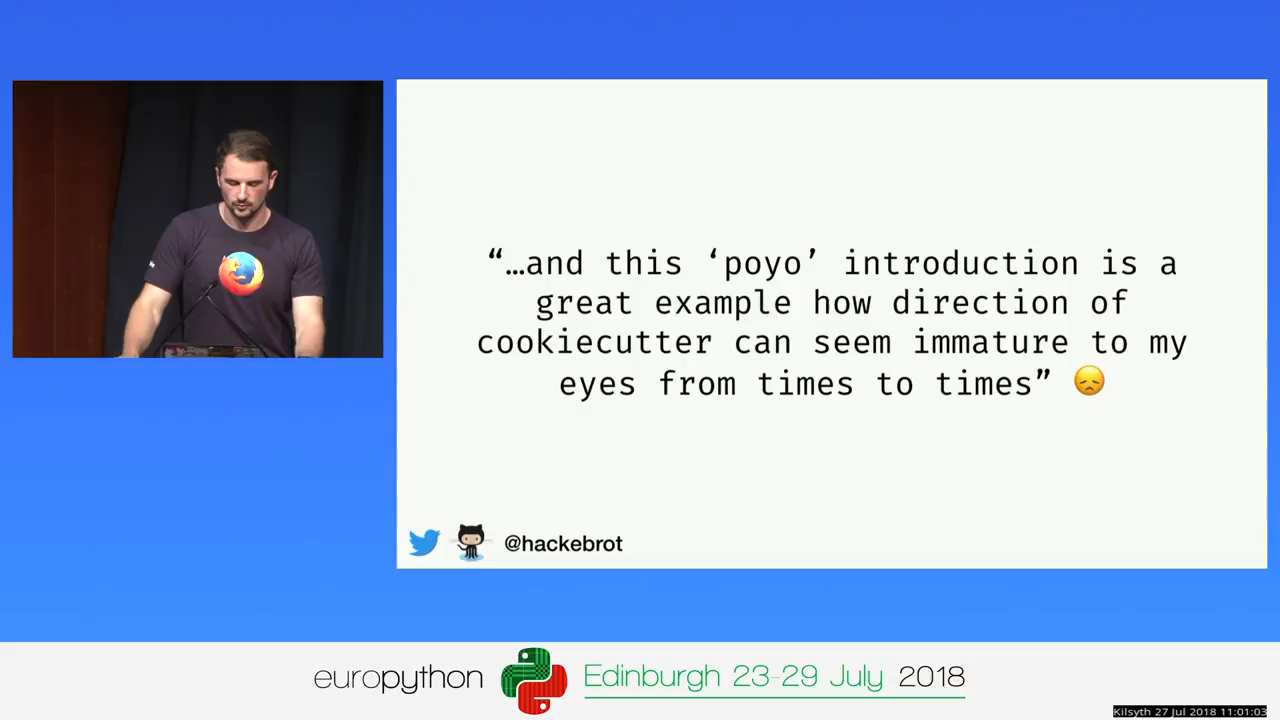 “…and this ‘poyo’ introduction is a
great example how direction of
cookiecutter can seem immature to my
eyes from times to times” 😞
@hackebrot
europython
Edinburgh 23-29 July 2018
Kilsyth 27 Jul 2018 11:01:03